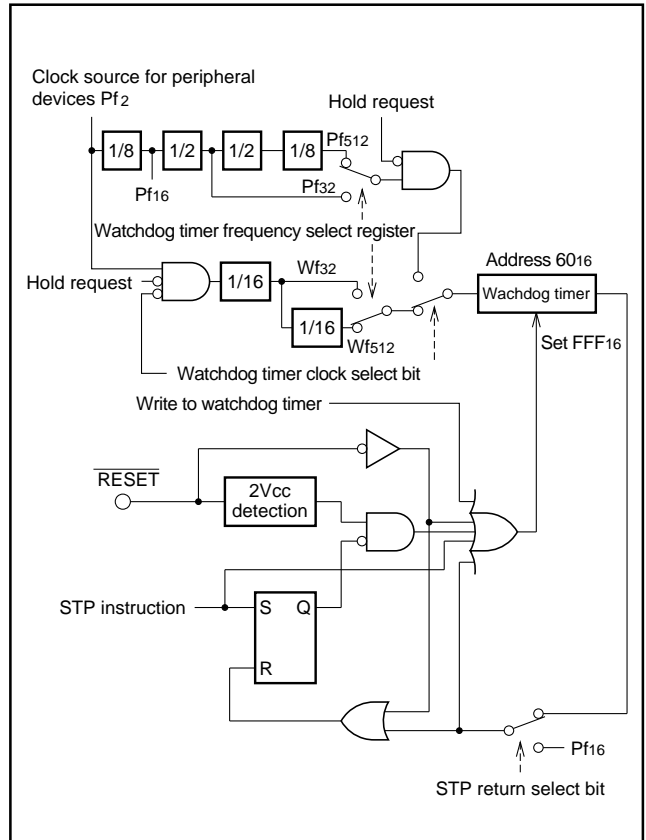 Clock source for peripheral
devices Pf2
Hold request
1/8
1/2
1/2
1/8
Pf512
Pf16
Pf32
Watchdog timer frequency select register
Address 6016
Wf32
Hold request
1/16
Wachdog timer
1/16
Wf512
Set FFF16
Watchdog timer clock select bit
Write to watchdog timer
RESET
2Vcc
detection
STP instruction
S
Q
R
Pf16
STP return select bit